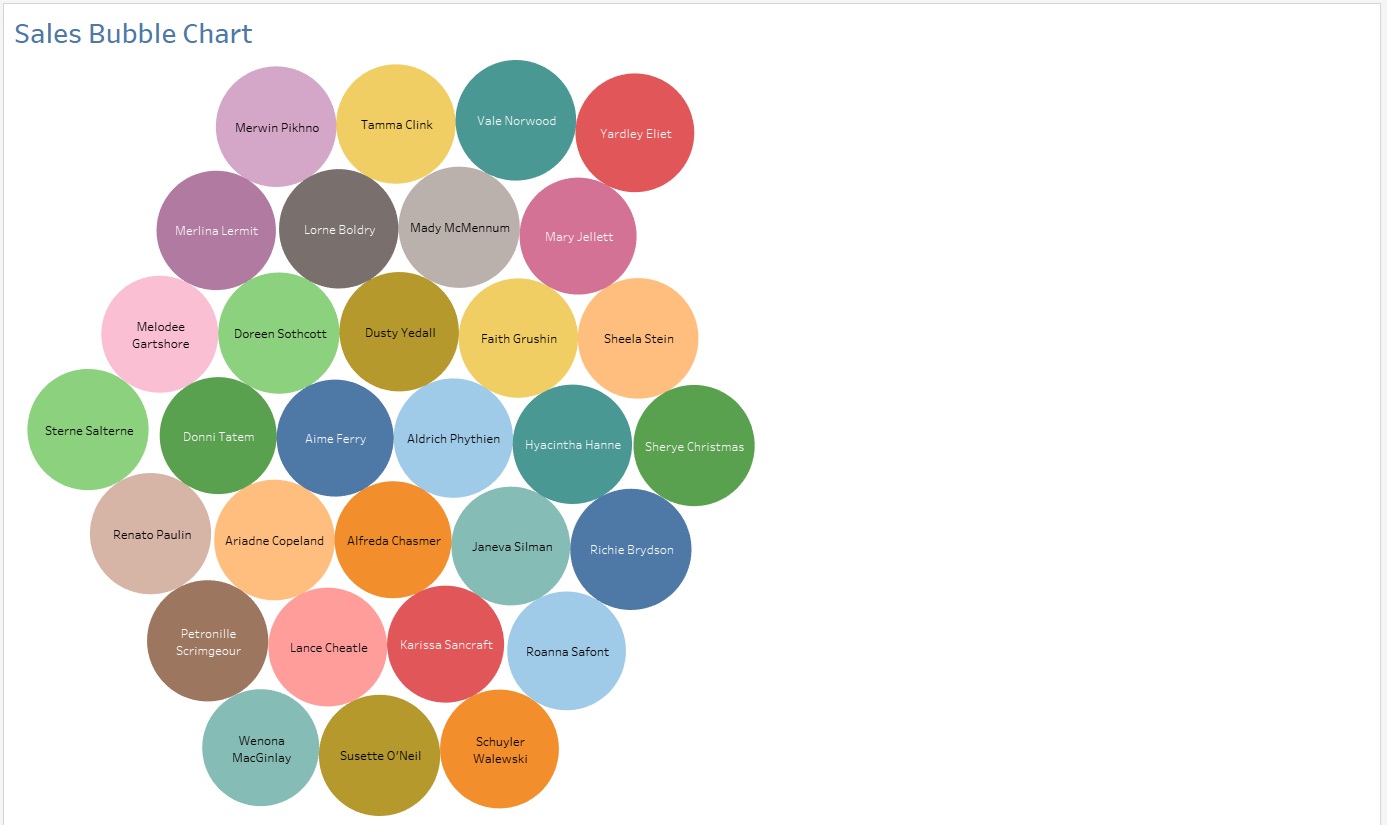 Sales Bubble Chart
Merwin Pikhno
Tamma Clink
Vale Norwood
Yardley Eliet
Merlina Lermit
Lorne Boldry
Mady McMennum
Mary Jellett
Melodee
Gartshore
Doreen Sothcott
Dusty Yedall
Faith Grushin
Sheela Stein
Sterne Salterne
Donni Tatem
Aime Ferry
Aldrich Phythien
Hyacintha Hanne
Sherye Christmas
Renato Paulin
Ariadne Copeland
Alfreda Chasmer
Janeva Silman
Richie Brydson
Petronille
Scrimgeour
Lance Cheatle
Karissa Sancraft
Roanna Safont
Wenona
MacGinlay
Susette O'Neil
Schuyler
Walewski